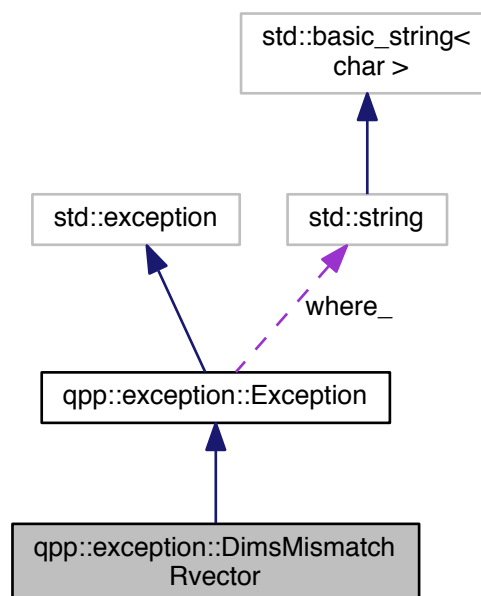 std::basic_string<
char >
std::exception
std::string
where_
qpp::exception::Exception
qpp::exception::DimsMismatch
Rvector